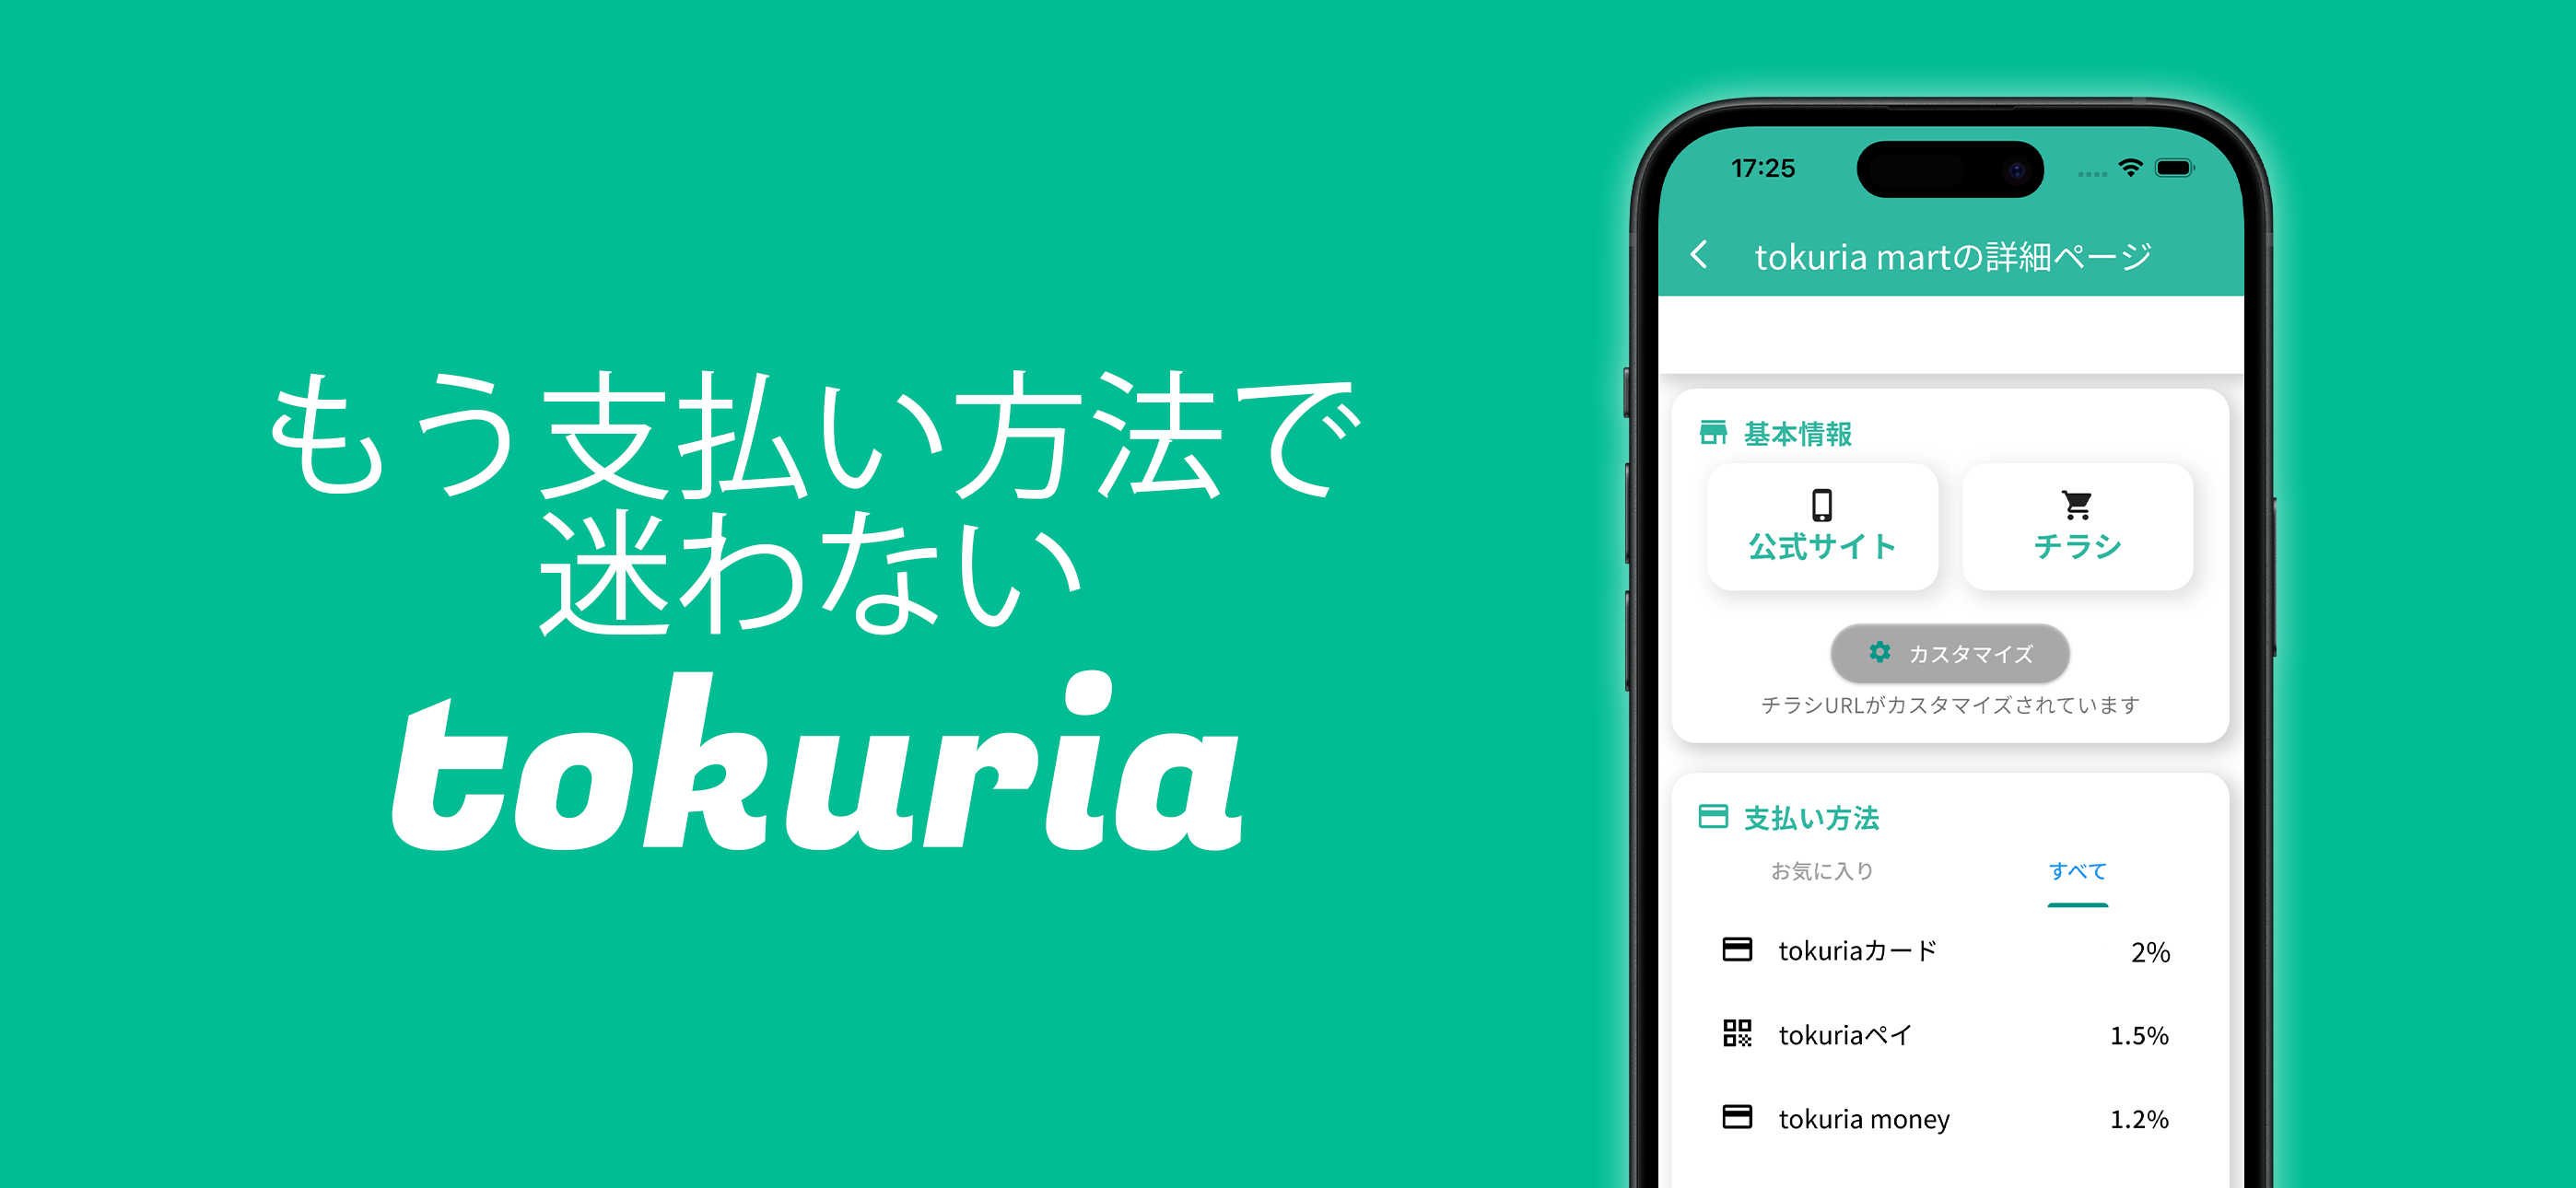 もう支払い方法で
迷わない
tokuria
17:25
tokuria martの詳細ページ
基本情報
公式サイト
チラシ
カスタマイズ
チラシURLがカスタマイズされています
支払い方法
お気に入り すべて
tokuriaカード 2%
tokuriaペイ 1.5%
tokuria money 1.2%